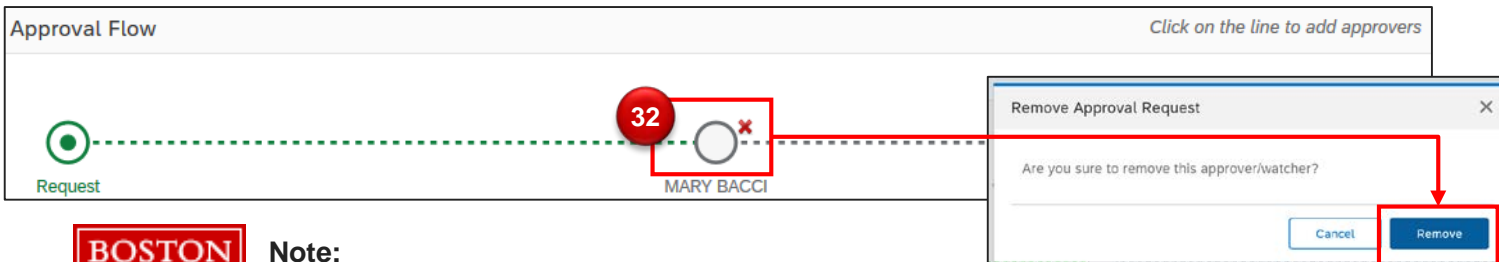 Approval Flow
Click on the line to add approvers
32
Request
MARY BACCI
Remove Approval Request
Are you sure to remove this approver/watcher?
Cancel
Remove
BOSTON
Note: